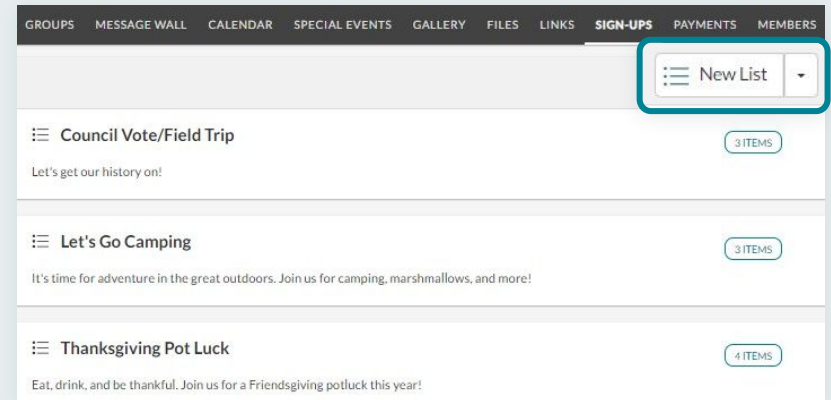 GROUPS MESSAGE WALL CALENDAR SPECIAL EVENTS GALLERY FILES LINKS SIGN-UPS PAYMENTS MEMBERS
New List
Council Vote/Field Trip
3 ITEMS
Let's get our history on!
Let's Go Camping
3 ITEMS
It's time for adventure in the great outdoors. Join us for camping, marshmallows, and more!
Thanksgiving Pot Luck
4 ITEMS
Eat, drink, and be thankful. Join us for a Friendsgiving potluck this year!